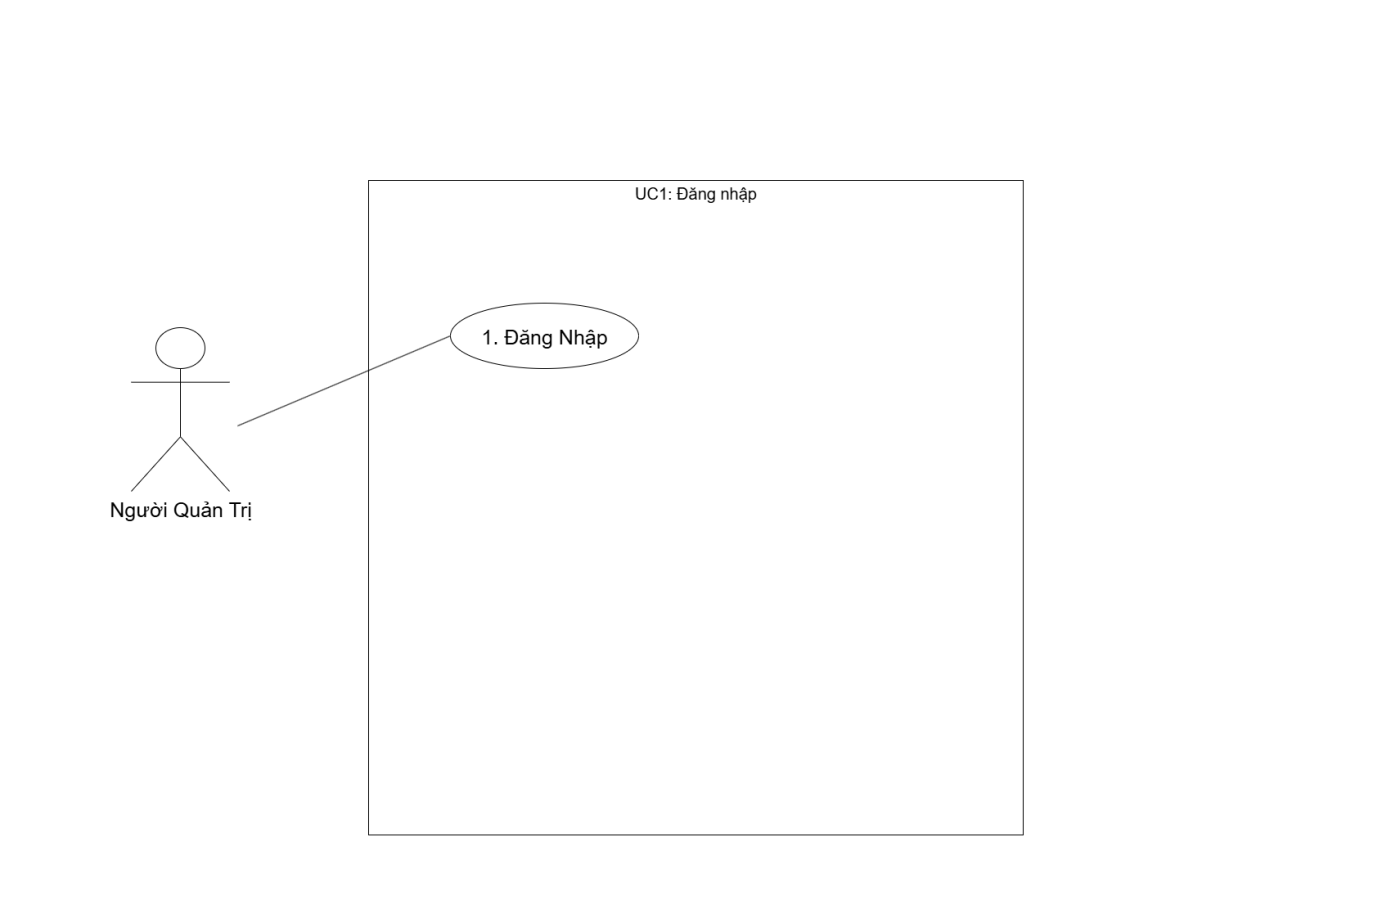 UC1: Đăng nhập
1. Đăng Nhập
Người Quản Trị